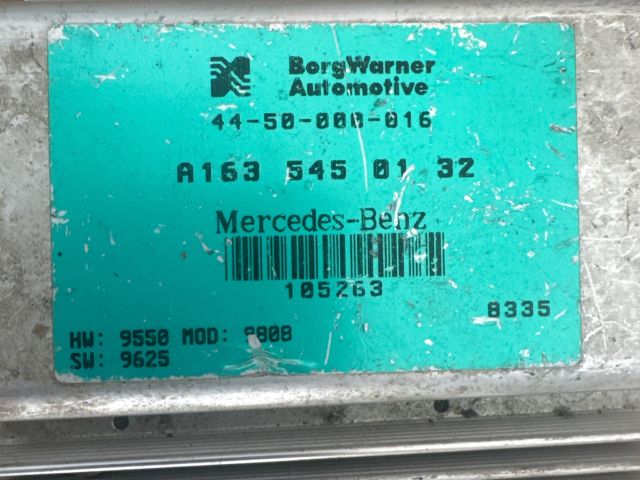 BorgWarner
Automotive
44-50-000-016
A163 545 01 32
Mercedes-Benz
105263
8335
HW: 9550 MOD: 9808
SW: 9625